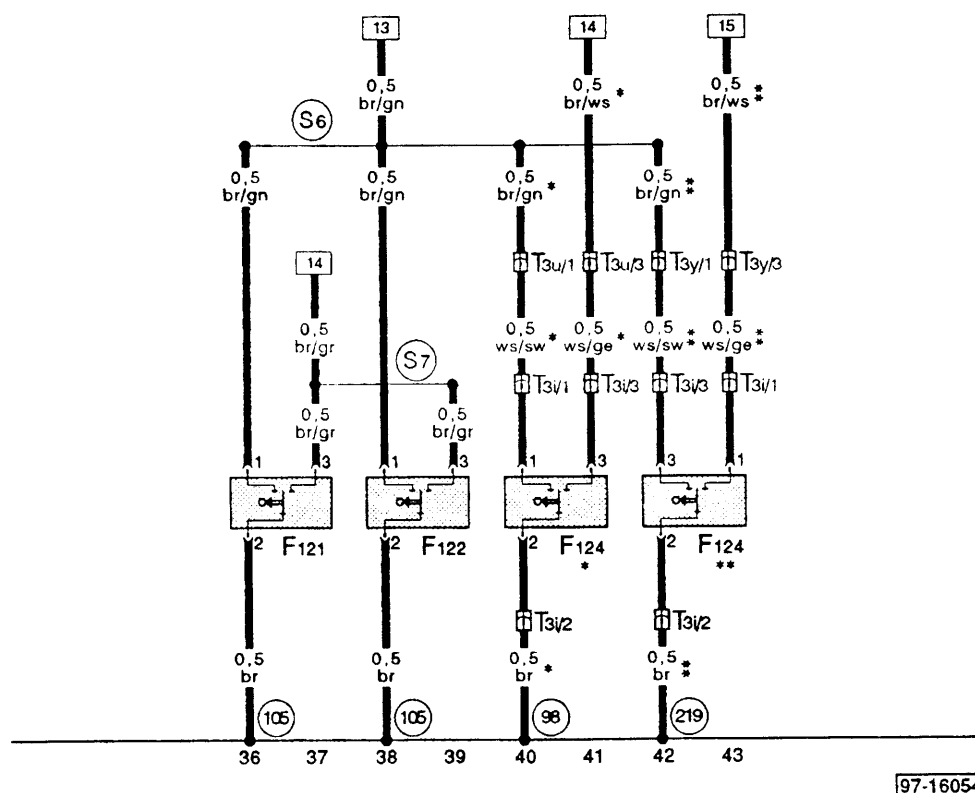 13 14 15
0,5 0,5 0,5
br/gn br/ws * br/ws **
S6
0,5 0,5 0,5 0,5
br/gn br/gn br/gn * br/gn **
14 T3u/1 T3u/3 T3y/1 T3y/3
0,5 0,5 0,5 0,5 0,5
br/gr ws/sw * ws/ge * ws/sw ** ws/ge **
S7
T3i/1 T3i/3 T3i/3 T3i/1
0,5 0,5
br/gr br/gr
1 3 1 3 1 3 3 1
2 F121 2 F122 2 F124 2 F124
* **
T3i/2 T3i/2
0,5 0,5 0,5 0,5
br br br * br **
105 105 98 219
36 37 38 39 40 41 42 43